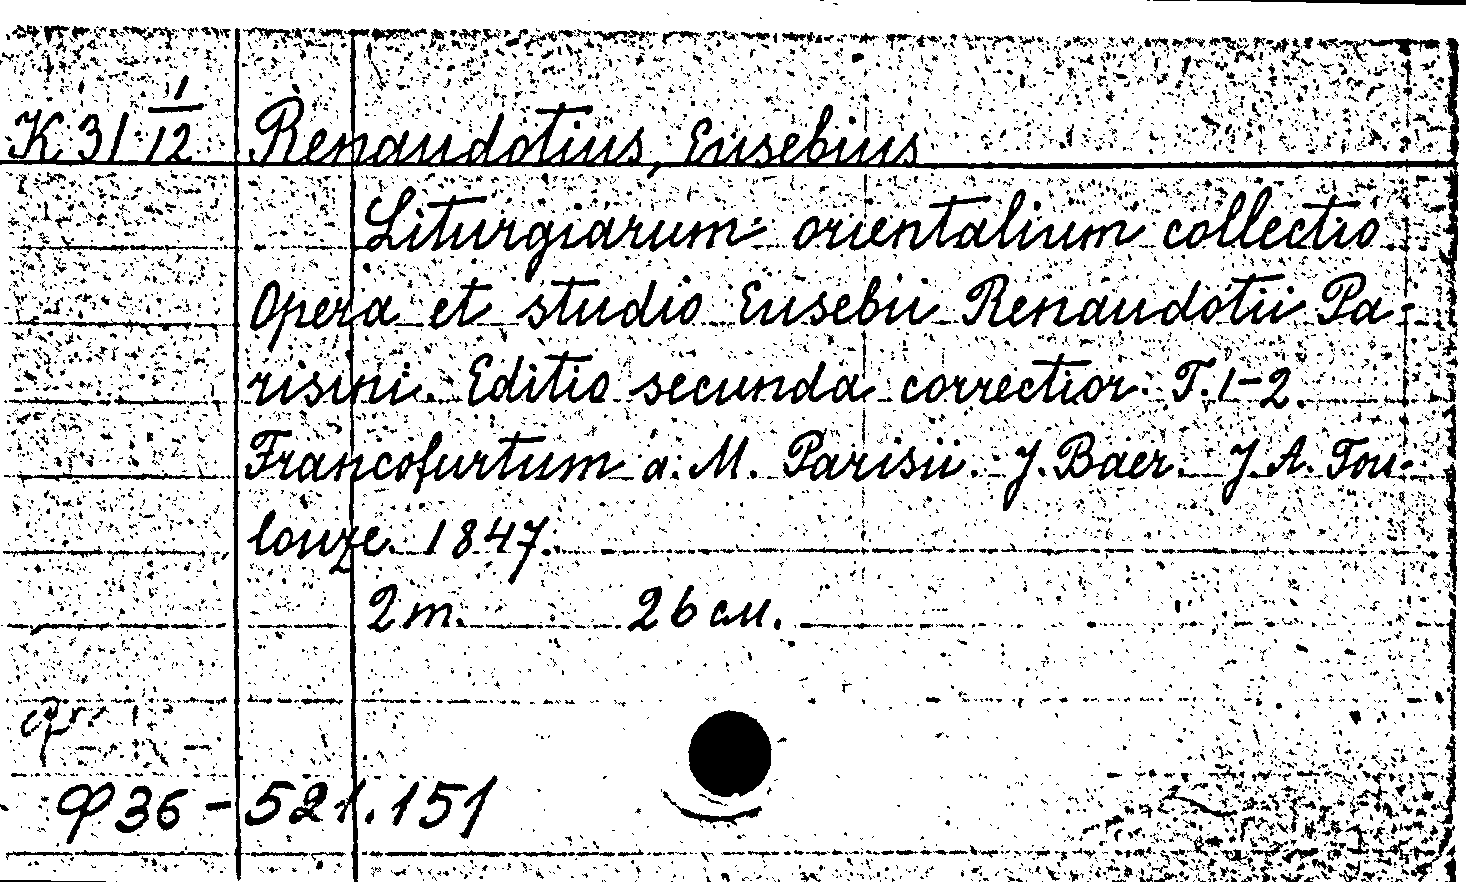 К 31 1/12 Renaudotius, Eusebius
Liturgiarum orientalium collectio.
Opera et studio Eusebii Renaudotii Pa-
risini. Editio secunda correctior. T. 1-2.
Francofurtum a. M. Parisii. J. Baer. J. A. Tou-
louze. 1847.
2 т. 26 см.
Ф 36 - 521.151